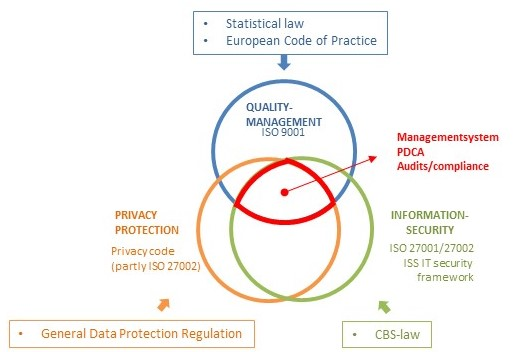 • Statistical law
• European Code of Practice
QUALITY-
MANAGEMENT
ISO 9001
Managementsystem
PDCA
Audits/compliance
PRIVACY
PROTECTION
Privacy code
(partly ISO 27002)
INFORMATION-
SECURITY
ISO 27001/27002
ISS IT security
framework
• General Data Protection Regulation
• CBS-law